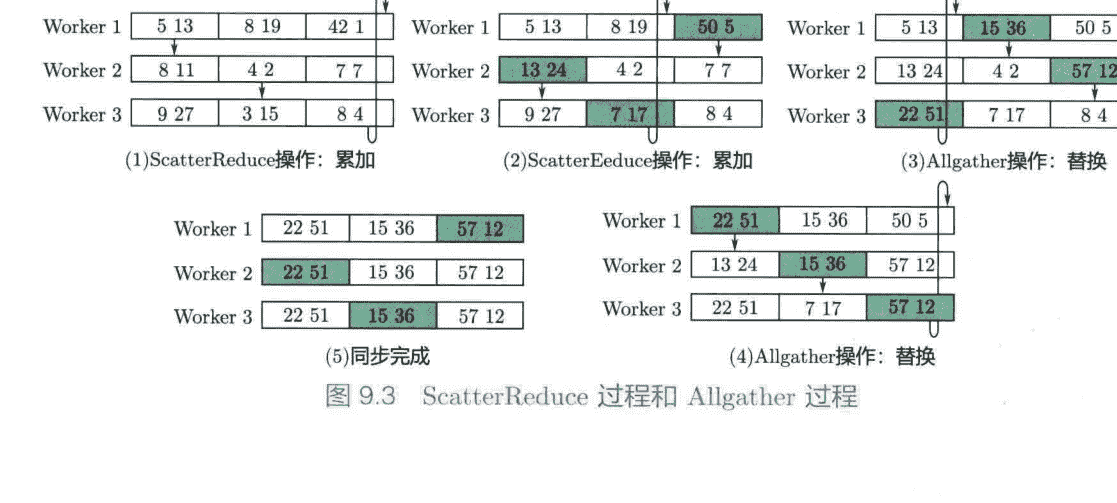 Worker 1 5 13 8 19 42 1
Worker 2 8 11 4 2 7 7
Worker 3 9 27 3 15 8 4
(1)ScatterReduce操作：累加
Worker 1 5 13 8 19 50 5
Worker 2 13 24 4 2 7 7
Worker 3 9 27 7 17 8 4
(2)ScatterEeduce操作：累加
Worker 1 5 13 15 36 50 5
Worker 2 13 24 4 2 57 12
Worker 3 22 51 7 17 8 4
(3)Allgather操作：替换
Worker 1 22 51 15 36 57 12
Worker 2 22 51 15 36 57 12
Worker 3 22 51 15 36 57 12
(5)同步完成
Worker 1 22 51 15 36 50 5
Worker 2 13 24 15 36 57 12
Worker 3 22 51 7 17 57 12
(4)Allgather操作：替换
图 9.3 ScatterReduce 过程和 Allgather 过程